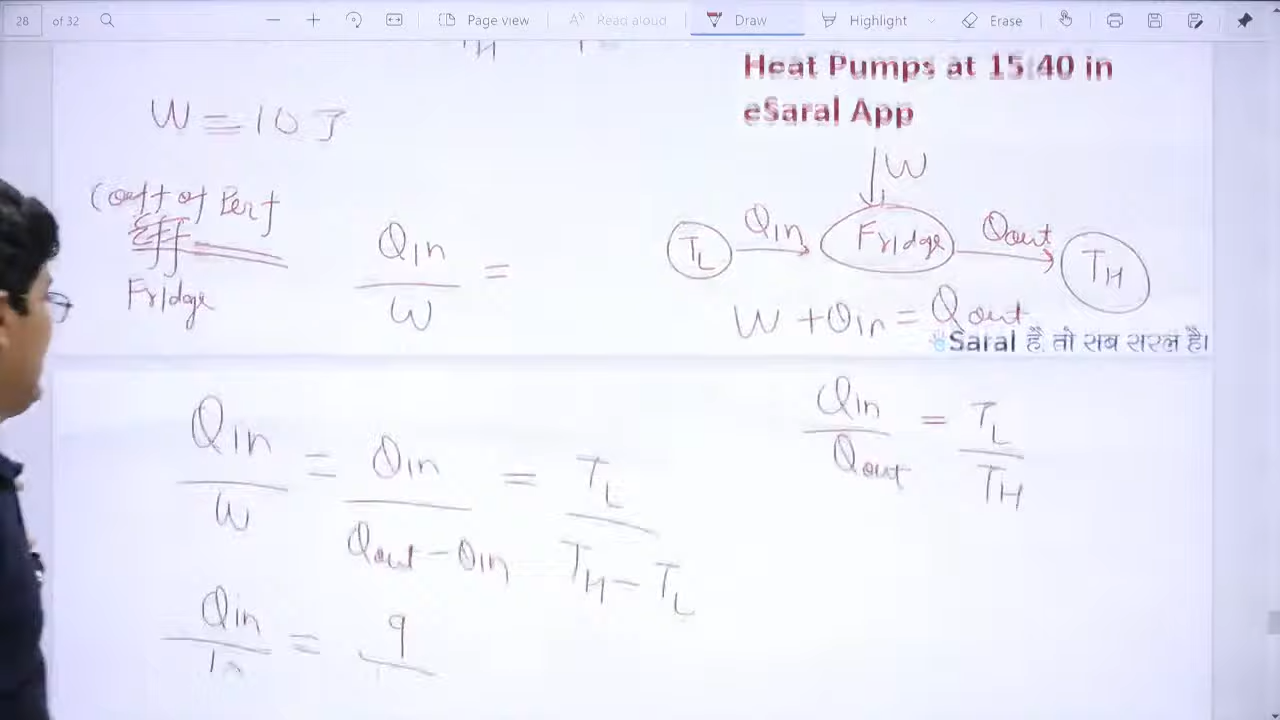 28 of 32
Page view
Read aloud
Draw
Highlight
Erase
Heat Pumps at 15:40 in
eSaral App
W = 10 J
Coeff of Perf
Fridge
Qin
W
=
W
TL
Qin
Fridge
Qout
TH
W + Qin = Qout
Saral है, तो सब सरल है।
Qin
Qout
=
TL
TH
Qin
W
=
Qin
Qout - Qin
=
TL
TH - TL
Qin
10
=
9